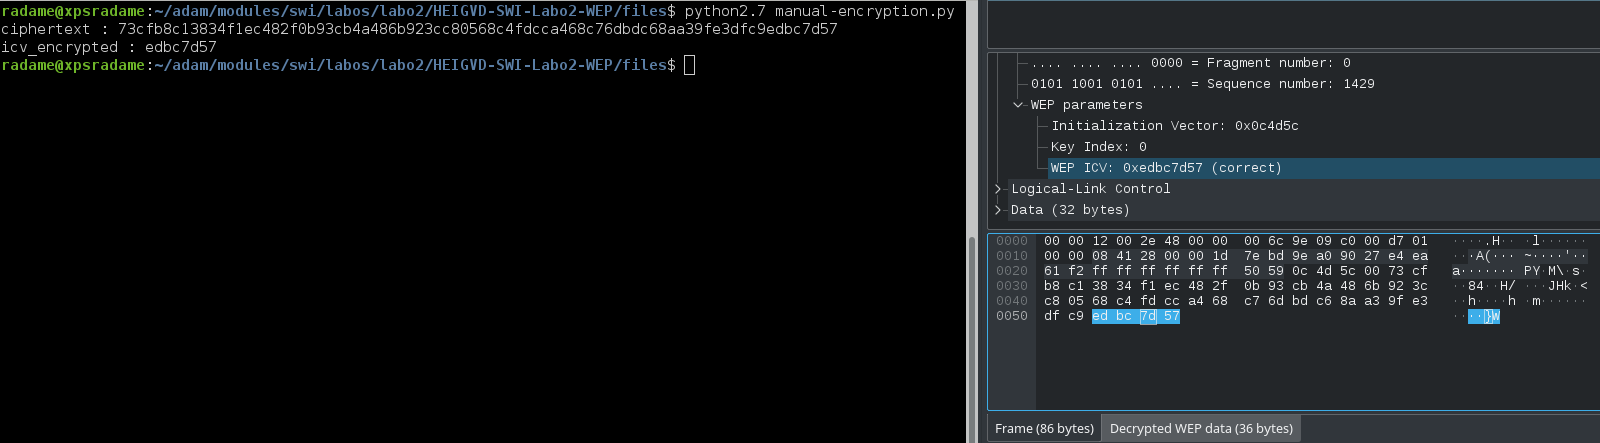 radame@xpsradame:~/adam/modules/swi/labos/labo2/HEIGVD-SWI-Labo2-WEP/files$ python2.7 manual-encryption.py
ciphertext : 73cfb8c13834f1ec482f0b93cb4a486b923cc80568c4fdcca468c76dbdc68aa39fe3dfc9edbc7d57
icv_encrypted : edbc7d57
radame@xpsradame:~/adam/modules/swi/labos/labo2/HEIGVD-SWI-Labo2-WEP/files$
.... .... .... 0000 = Fragment number: 0
0101 1001 0101 .... = Sequence number: 1429
WEP parameters
Initialization Vector: 0x0c4d5c
Key Index: 0
WEP ICV: 0xedbc7d57 (correct)
Logical-Link Control
Data (32 bytes)
0000 00 00 12 00 2e 48 00 00 00 6c 9e 09 c0 00 d7 01 ·····.H·· ·l······
0010 00 00 08 41 28 00 00 1d 7e bd 9e a0 90 27 e4 ea ···A(··· ~····'··
0020 61 f2 ff ff ff ff ff ff 50 59 0c 4d 5c 00 73 cf a······· PY·M\·s·
0030 b8 c1 38 34 f1 ec 48 2f 0b 93 cb 4a 48 6b 92 3c ··84··H/ ···JHk·<
0040 c8 05 68 c4 fd cc a4 68 c7 6d bd c6 8a a3 9f e3 ··h····h ·m······
0050 df c9 ed bc 7d 57 ····}W
Frame (86 bytes)
Decrypted WEP data (36 bytes)